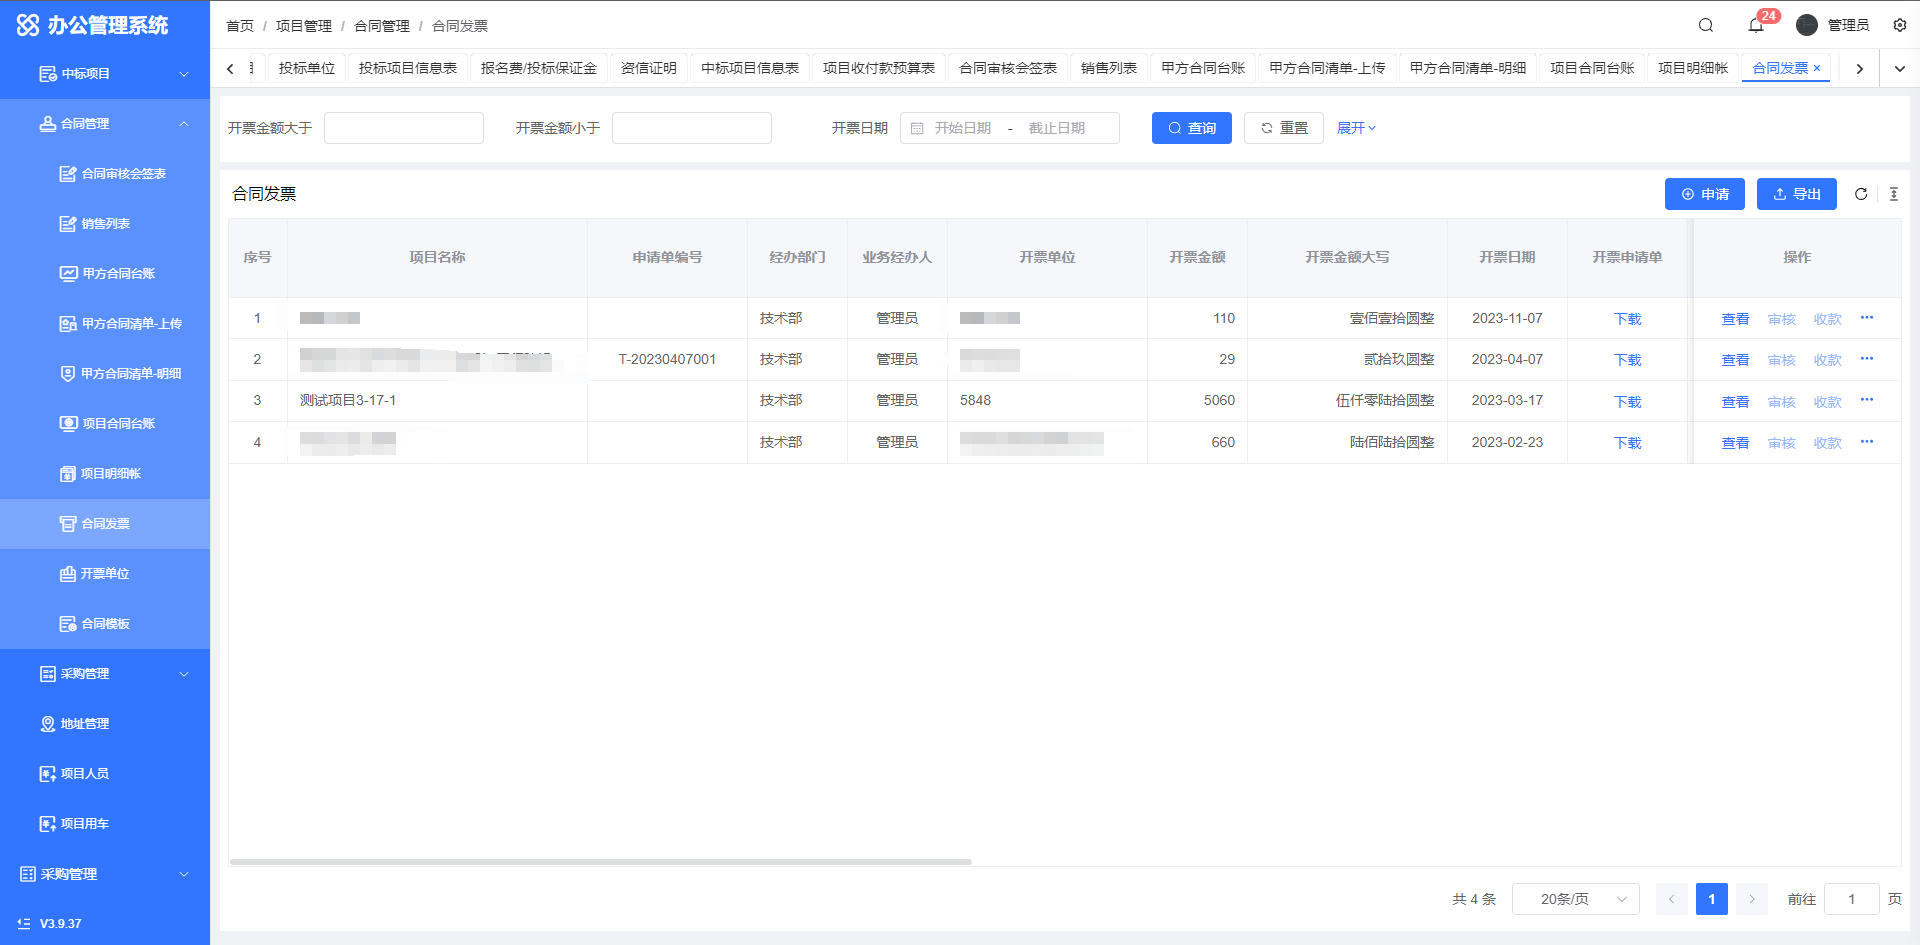 办公管理系统
首页 / 项目管理 / 合同管理 / 合同发票
24
管理员
投标单位 投标项目信息表 报名费/投标保证金 资信证明 中标项目信息表 项目收付款预算表 合同审核会签表 销售列表 甲方合同台账 甲方合同清单-上传 甲方合同清单-明细 项目合同台账 项目明细帐 合同发票 ×
中标项目
合同管理
合同审核会签表
销售列表
甲方合同台账
甲方合同清单-上传
甲方合同清单-明细
项目合同台账
项目明细帐
合同发票
开票单位
合同模板
采购管理
地址管理
项目人员
项目用车
采购管理
V3.9.37
开票金额大于 开票金额小于 开票日期 开始日期 - 截止日期 查询 重置 展开
合同发票 申请 导出
序号 项目名称 申请单编号 经办部门 业务经办人 开票单位 开票金额 开票金额大写 开票日期 开票申请单 操作
1 技术部 管理员 110 壹佰壹拾圆整 2023-11-07 下载 查看 审核 收款 ···
2 T-20230407001 技术部 管理员 29 贰拾玖圆整 2023-04-07 下载 查看 审核 收款 ···
3 测试项目3-17-1 技术部 管理员 5848 5060 伍仟零陆拾圆整 2023-03-17 下载 查看 审核 收款 ···
4 技术部 管理员 660 陆佰陆拾圆整 2023-02-23 下载 查看 审核 收款 ···
共 4 条 20条/页 1 前往 1 页